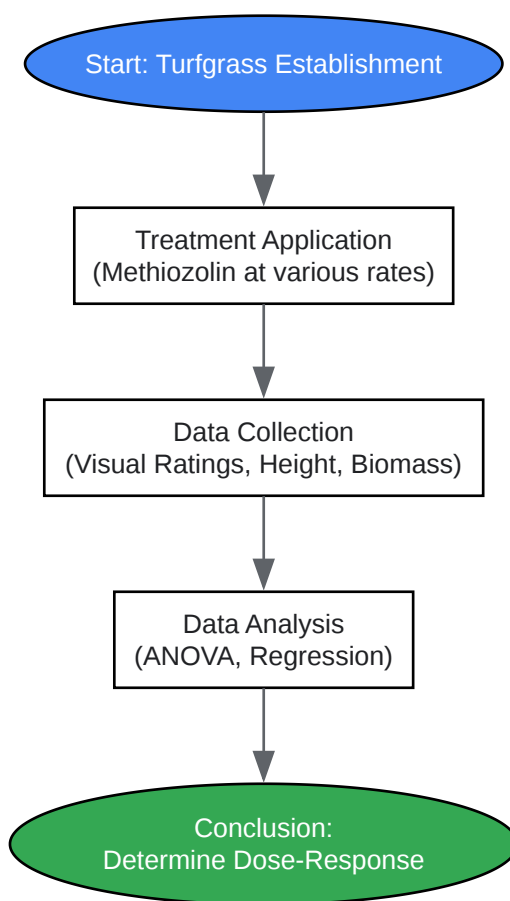 Start: Turfgrass Establishment
Treatment Application
(Methiozolin at various rates)
Data Collection
(Visual Ratings, Height, Biomass)
Data Analysis
(ANOVA, Regression)
Conclusion:
Determine Dose-Response